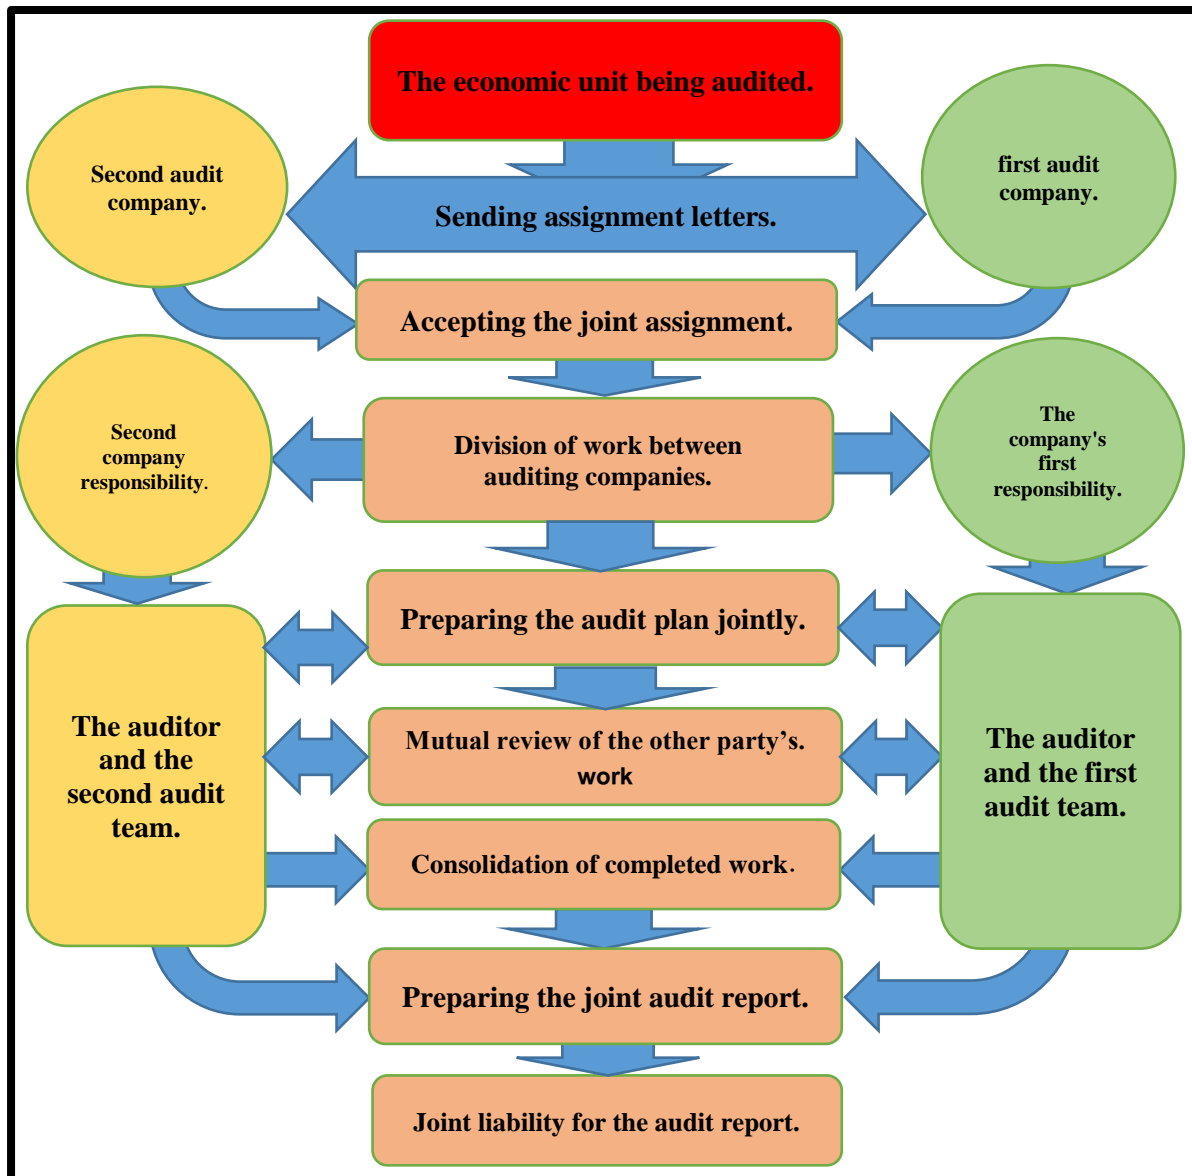 The economic unit being audited.
Second audit
company.
first audit
company.
Sending assignment letters.
Accepting the joint assignment.
Second
company
responsibility.
Division of work between
auditing companies.
The
company's
first
responsibility.
Preparing the audit plan jointly.
The auditor
and the
second audit
team.
Mutual review of the other party’s.
work
The auditor
and the first
audit team.
Consolidation of completed work.
Preparing the joint audit report.
Joint liability for the audit report.